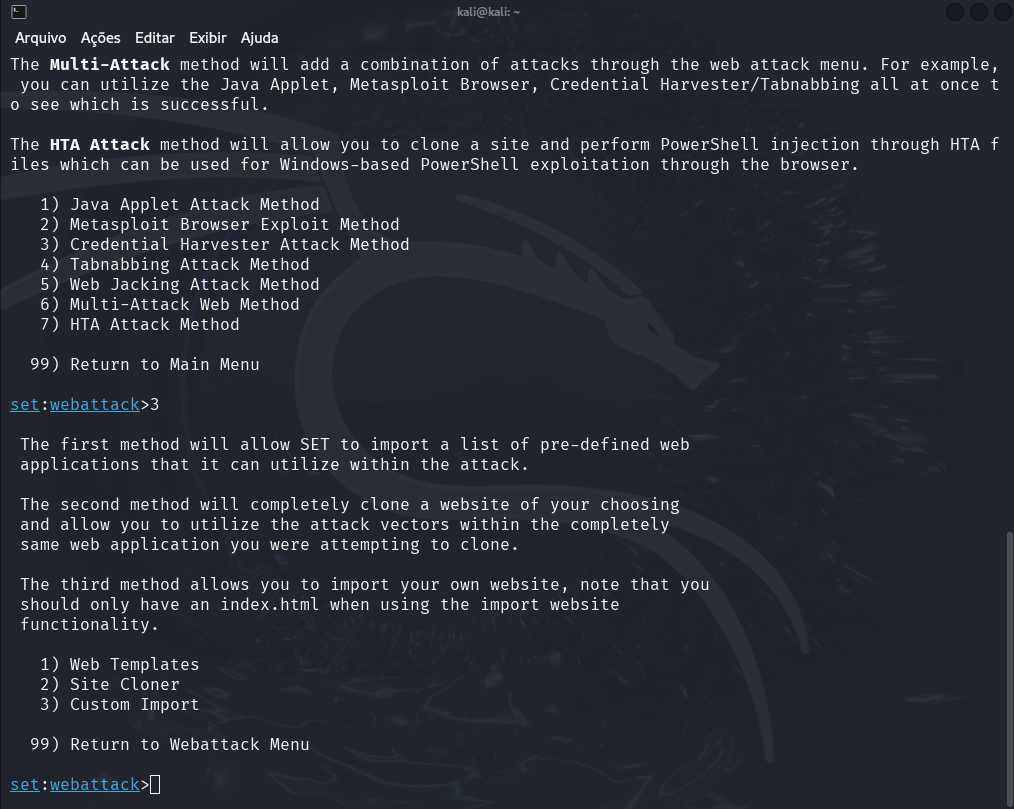 kali@kali: ~
Arquivo Ações Editar Exibir Ajuda
The Multi-Attack method will add a combination of attacks through the web attack menu. For example,
you can utilize the Java Applet, Metasploit Browser, Credential Harvester/Tabnabbing all at once t
o see which is successful.
The HTA Attack method will allow you to clone a site and perform PowerShell injection through HTA f
iles which can be used for Windows-based PowerShell exploitation through the browser.
1) Java Applet Attack Method
2) Metasploit Browser Exploit Method
3) Credential Harvester Attack Method
4) Tabnabbing Attack Method
5) Web Jacking Attack Method
6) Multi-Attack Web Method
7) HTA Attack Method
99) Return to Main Menu
set:webattack>3
The first method will allow SET to import a list of pre-defined web
applications that it can utilize within the attack.
The second method will completely clone a website of your choosing
and allow you to utilize the attack vectors within the completely
same web application you were attempting to clone.
The third method allows you to import your own website, note that you
should only have an index.html when using the import website
functionality.
1) Web Templates
2) Site Cloner
3) Custom Import
99) Return to Webattack Menu
set:webattack>